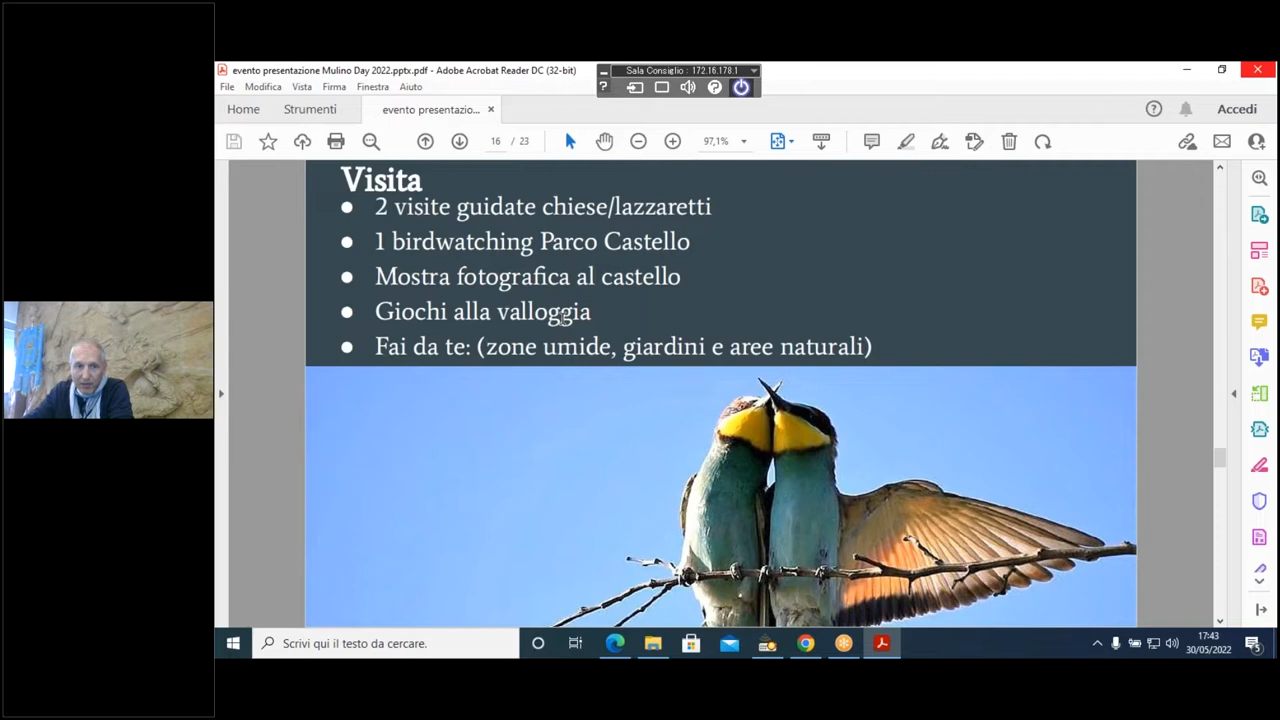 evento presentazione Mulino Day 2022.pptx.pdf - Adobe Acrobat Reader DC (32-bit)
Sala Consiglio : 172.16.178.1
File Modifica Vista Firma Finestra Aiuto
Home Strumenti evento presentazio... Accedi
16 / 23 97,1%
Visita
● 2 visite guidate chiese/lazzaretti
● 1 birdwatching Parco Castello
● Mostra fotografica al castello
● Giochi alla valloggia
● Fai da te: (zone umide, giardini e aree naturali)
Scrivi qui il testo da cercare.
17:43
30/05/2022
5